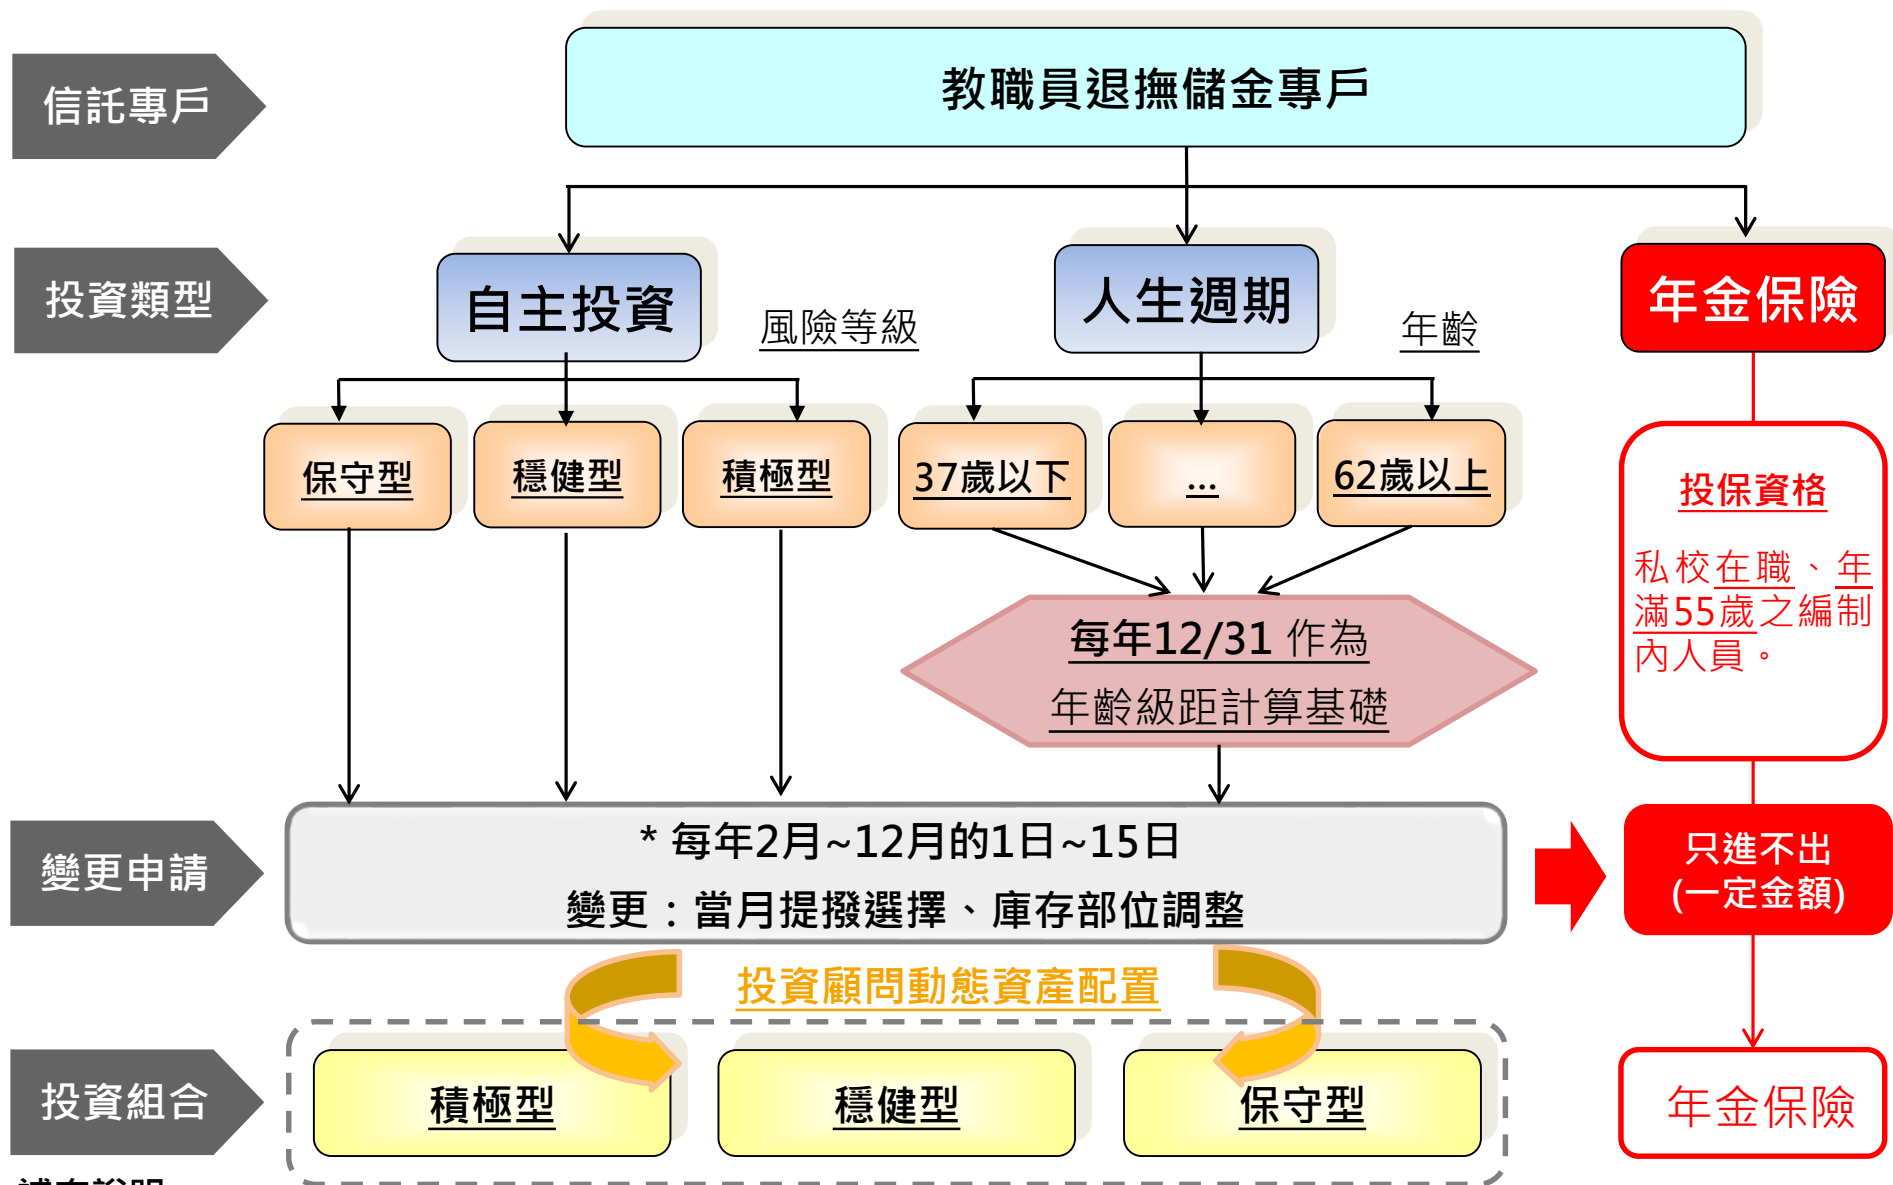 信託專戶
教職員退撫儲金專戶
投資類型
自主投資
風險等級
人生週期
年齡
年金保險
保守型
穩健型
積極型
37歲以下
...
62歲以上
投保資格
私校在職、年
滿55歲之編制
內人員。
每年12/31 作為
年齡級距計算基礎
變更申請
* 每年2月~12月的1日~15日
變更：當月提撥選擇、庫存部位調整
只進不出
(一定金額)
投資顧問動態資產配置
投資組合
積極型
穩健型
保守型
年金保險